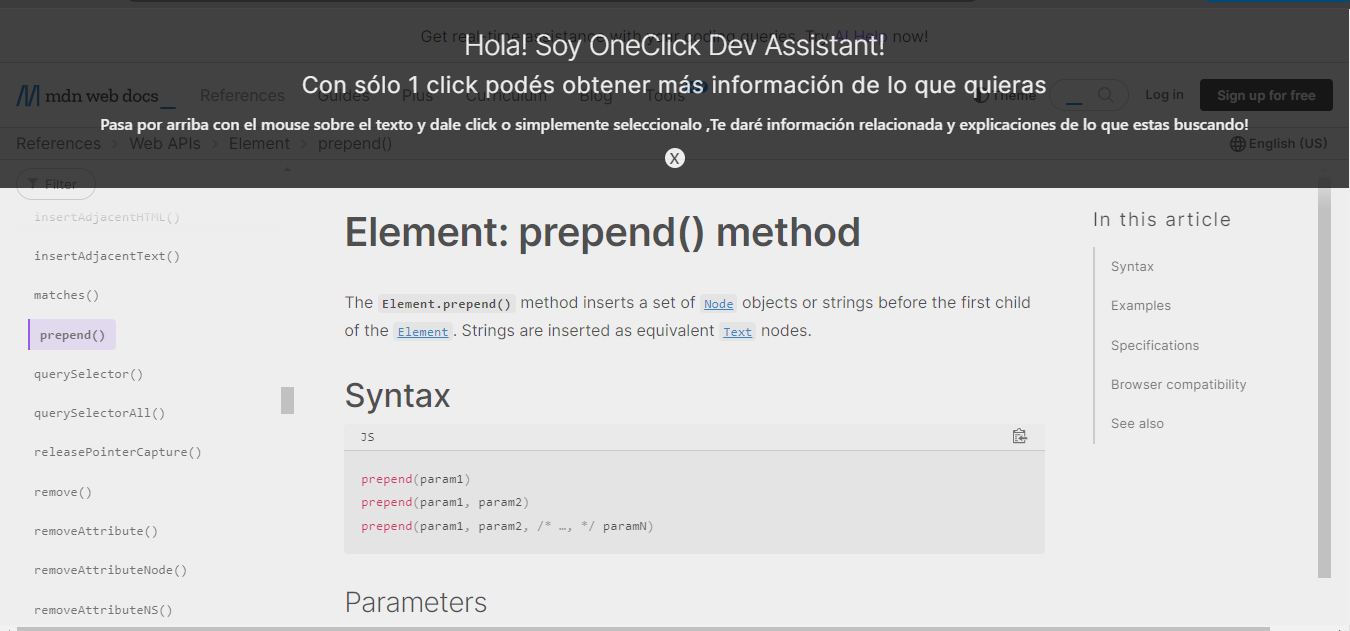 Get real-time assistance with your coding queries. Try AI Help now!
Hola! Soy OneClick Dev Assistant!
Con sólo 1 click podés obtener más información de lo que quieras
mdn web docs
References Guides Plus Curriculum Blog Tools Theme Log in Sign up for free
Pasa por arriba con el mouse sobre el texto y dale click o simplemente seleccionalo ,Te daré información relacionada y explicaciones de lo que estas buscando!
References > Web APIs > Element > prepend() English (US)
X
Filter
insertAdjacentHTML()
insertAdjacentText()
matches()
prepend()
querySelector()
querySelectorAll()
releasePointerCapture()
remove()
removeAttribute()
removeAttributeNode()
removeAttributeNS()
Element: prepend() method
The Element.prepend() method inserts a set of Node objects or strings before the first child
of the Element. Strings are inserted as equivalent Text nodes.
Syntax
JS
prepend(param1)
prepend(param1, param2)
prepend(param1, param2, /* …, */ paramN)
Parameters
In this article
Syntax
Examples
Specifications
Browser compatibility
See also